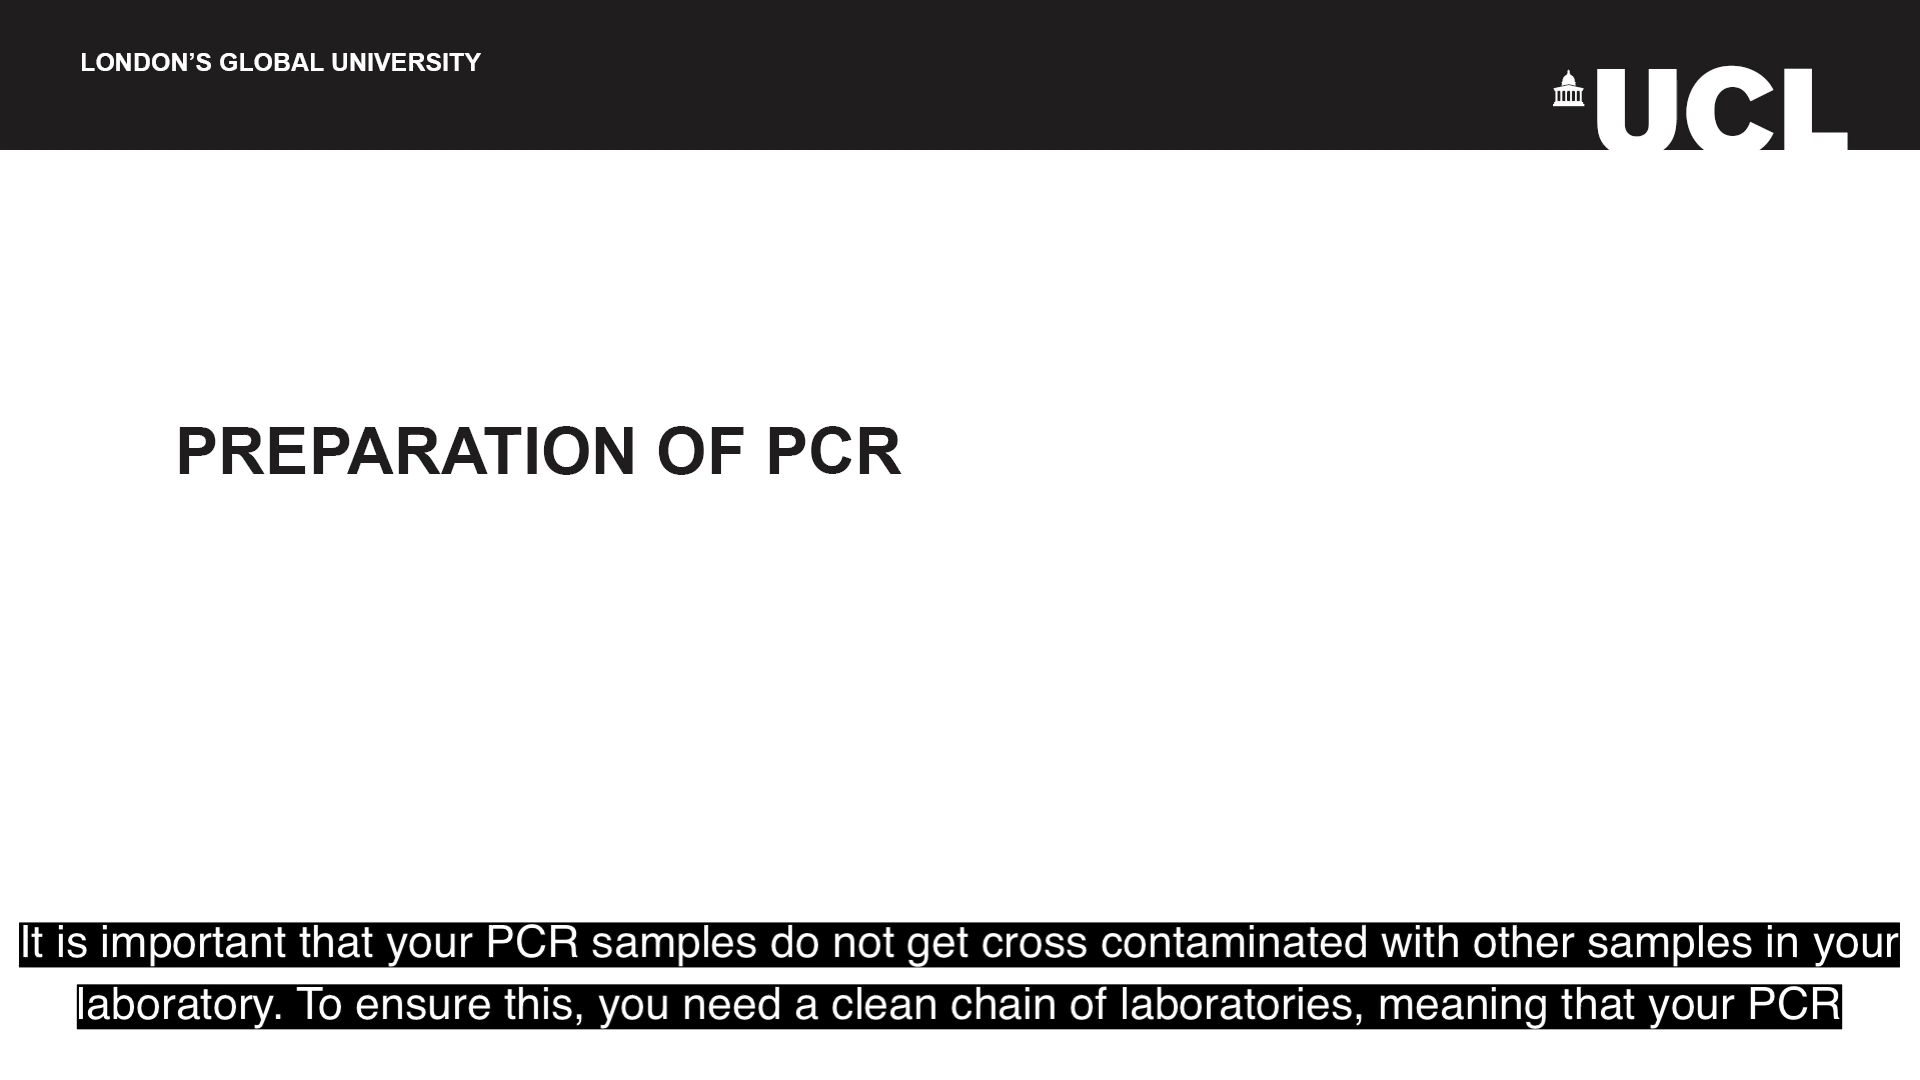 LONDON’S GLOBAL UNIVERSITY
UCL
PREPARATION OF PCR
It is important that your PCR samples do not get cross contaminated with other samples in your
laboratory. To ensure this, you need a clean chain of laboratories, meaning that your PCR